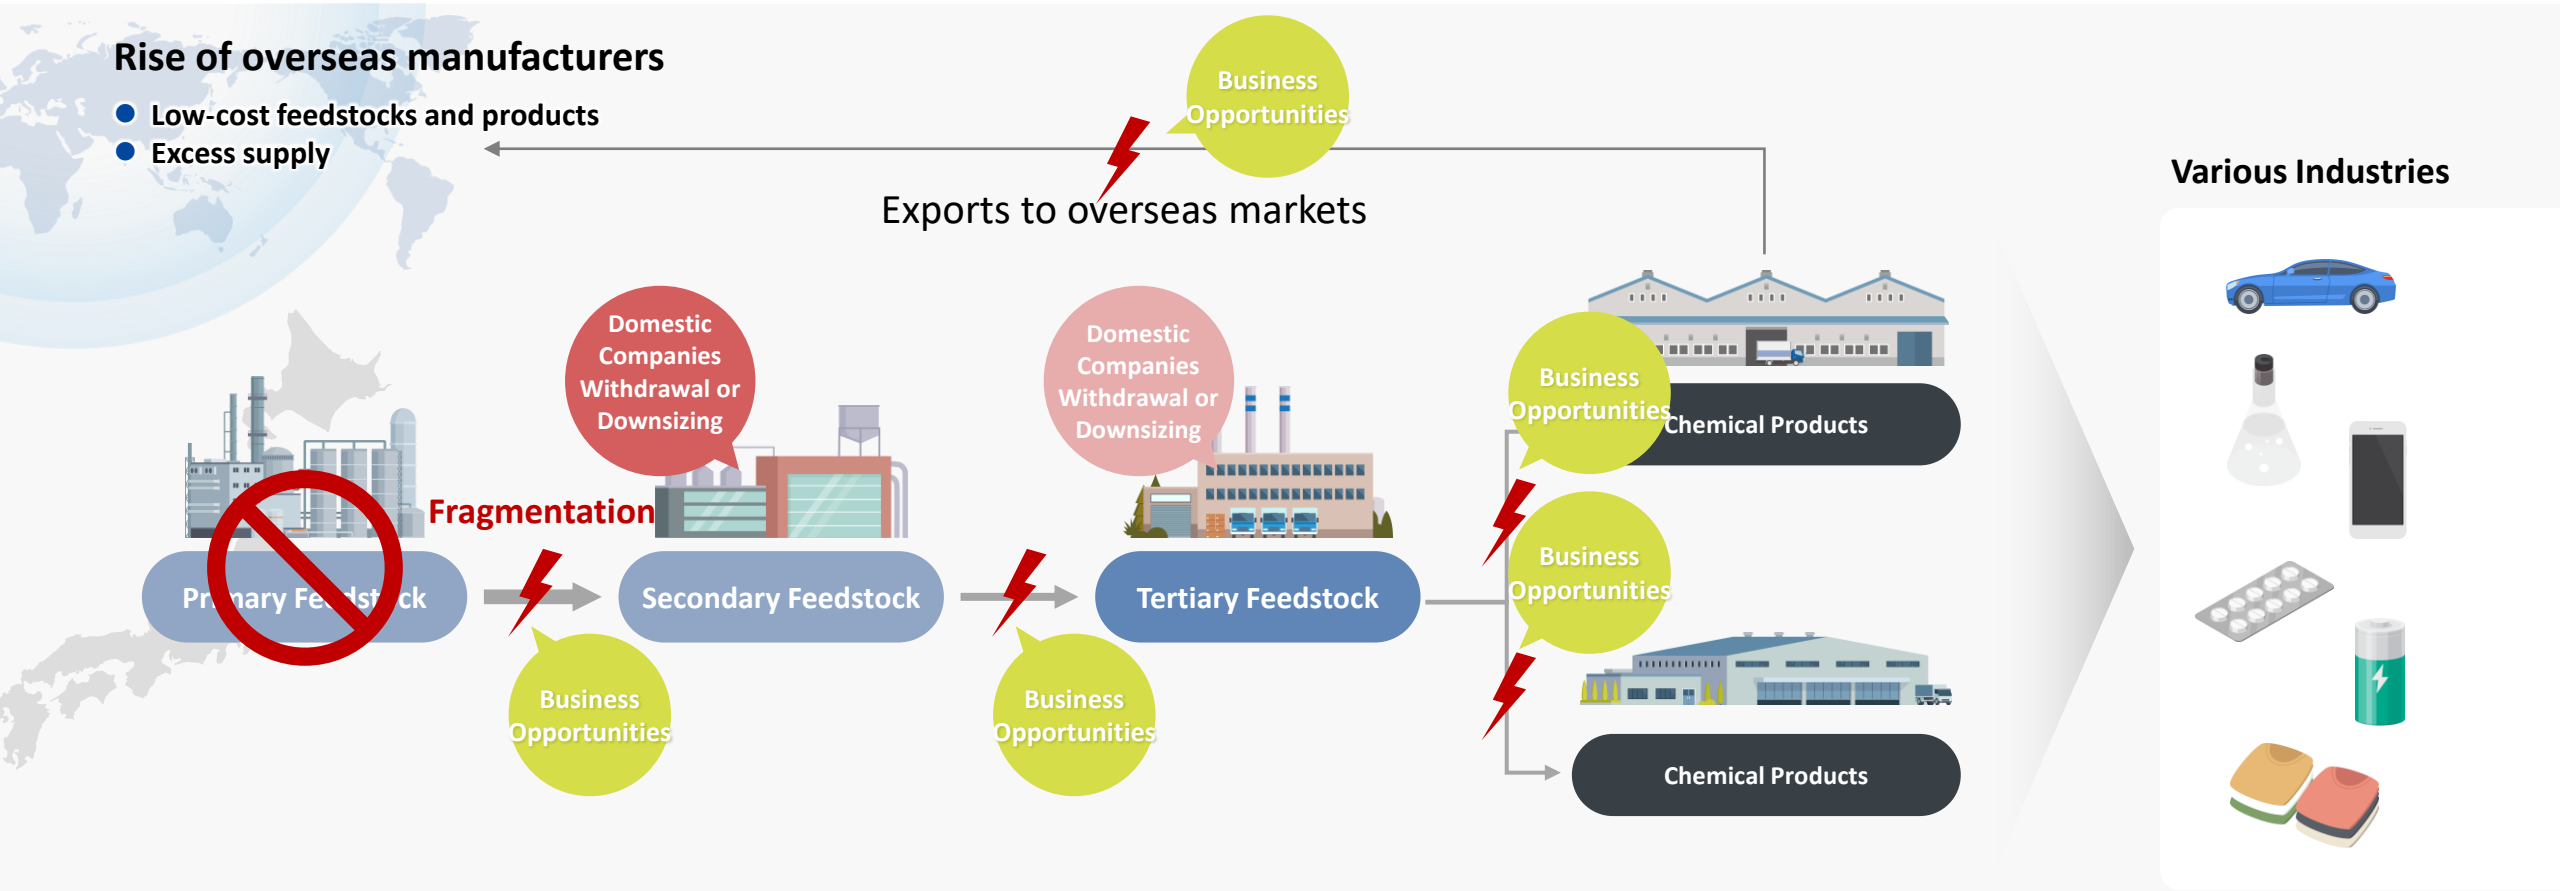 Rise of overseas manufacturers
Low-cost feedstocks and products
Excess supply
Business
Opportunities
Exports to overseas markets
Various Industries
Domestic
Companies
Withdrawal or
Downsizing
Domestic
Companies
Withdrawal or
Downsizing
Business
Opportunities
Chemical Products
Fragmentation
Primary Feedstock
Secondary Feedstock
Tertiary Feedstock
Business
Opportunities
Business
Opportunities
Business
Opportunities
Chemical Products